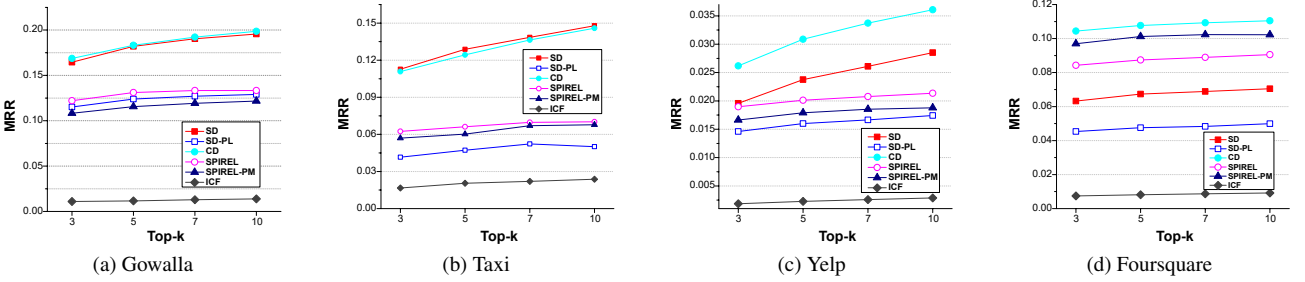 MRR
0.20
0.15
0.10
0.05
0.00
SD
SD-PL
CD
SPIREL
SPIREL-PM
ICF
3 5 7 10
Top-k
(a) Gowalla
MRR
0.15
0.12
0.09
0.06
0.03
0.00
SD
SD-PL
CD
SPIREL
SPIREL-PM
ICF
3 5 7 10
Top-k
(b) Taxi
MRR
0.035
0.030
0.025
0.020
0.015
0.010
0.005
SD
SD-PL
CD
SPIREL
SPIREL-PM
ICF
3 5 7 10
Top-k
(c) Yelp
MRR
0.12
0.10
0.08
0.06
0.04
0.02
0.00
SD
SD-PL
CD
SPIREL
SPIREL-PM
ICF
3 5 7 10
Top-k
(d) Foursquare